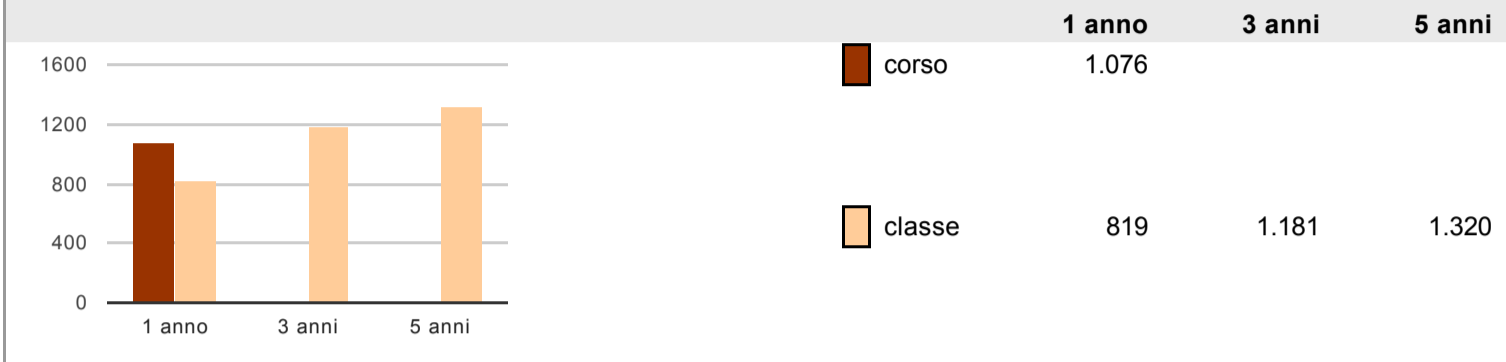 1 anno 3 anni 5 anni
1600
1200
800
400
0
1 anno 3 anni 5 anni
corso 1.076
classe 819 1.181 1.320